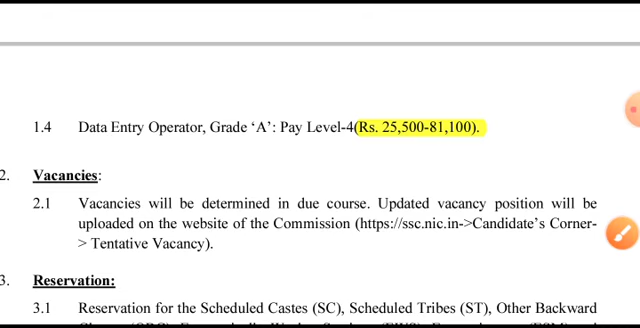 1.4 Data Entry Operator, Grade ‘A’: Pay Level-4(Rs. 25,500-81,100).
2. Vacancies:
2.1 Vacancies will be determined in due course. Updated vacancy position will be
uploaded on the website of the Commission (https://ssc.nic.in->Candidate’s Corner-
> Tentative Vacancy).
3. Reservation:
3.1 Reservation for the Scheduled Castes (SC), Scheduled Tribes (ST), Other Backward